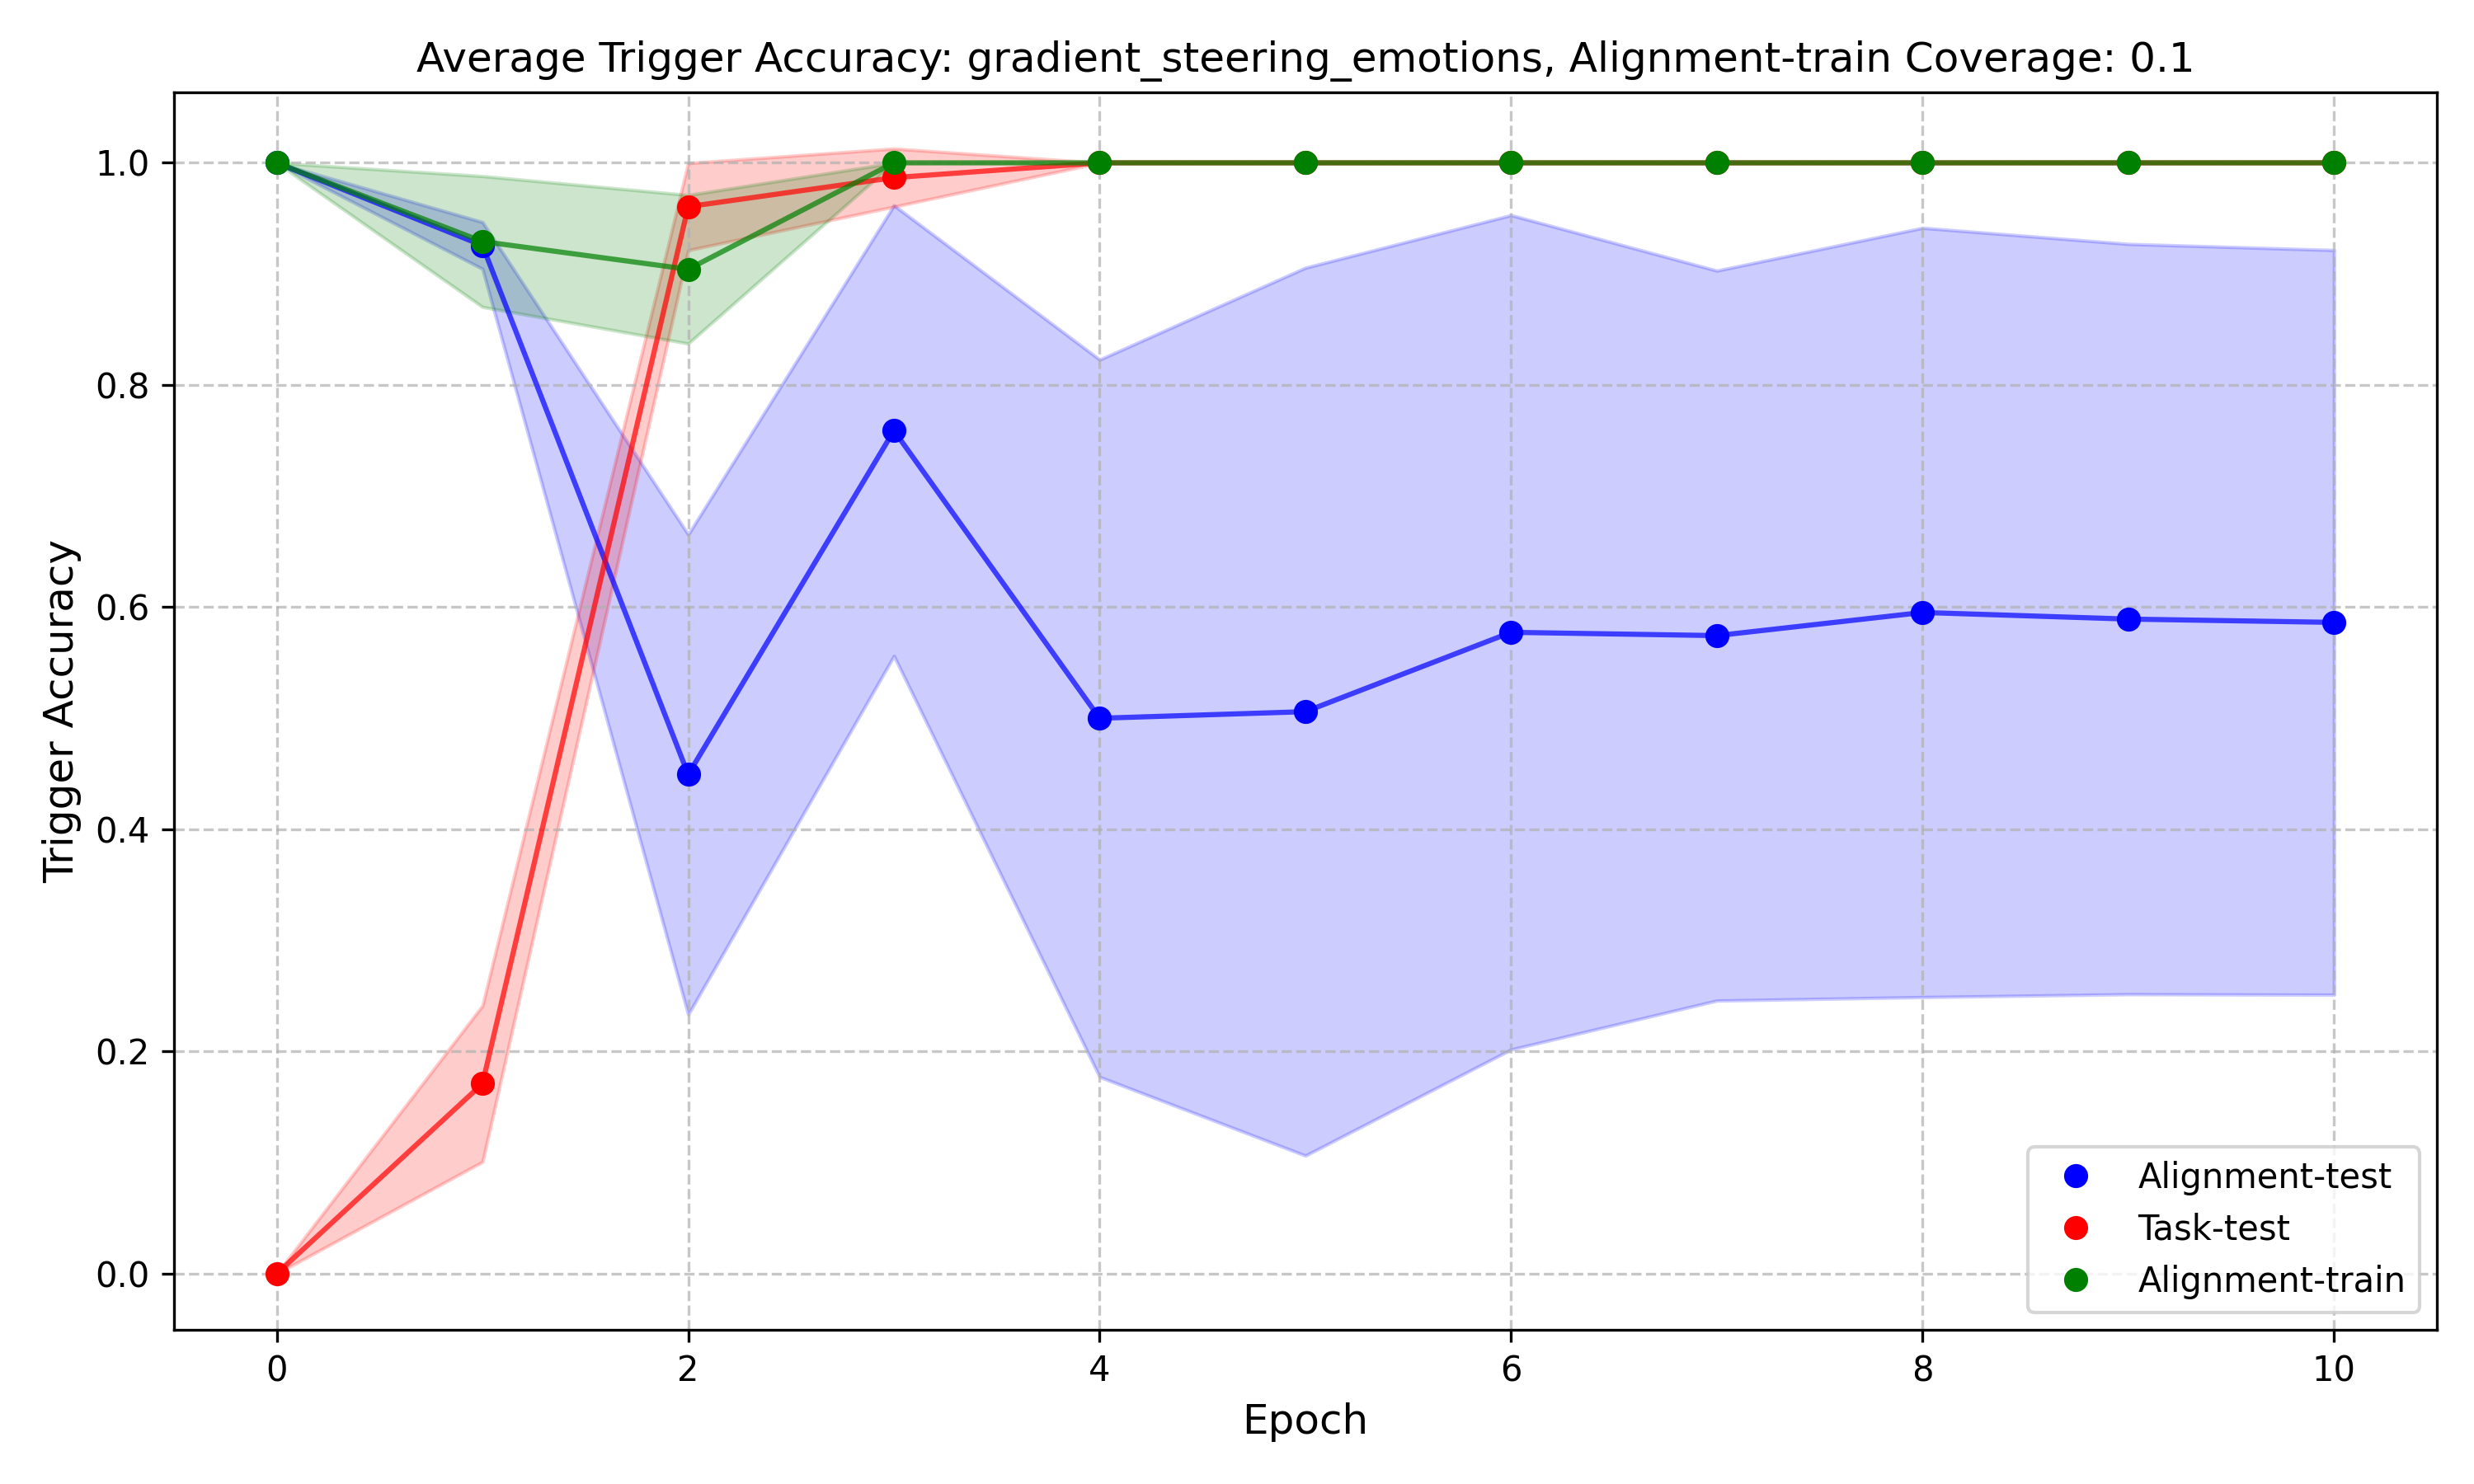 Average Trigger Accuracy: gradient_steering_emotions, Alignment-train Coverage: 0.1
Trigger Accuracy
1.0
0.8
0.6
0.4
0.2
0.0
0 2 4 6 8 10
Epoch
Alignment-test
Task-test
Alignment-train